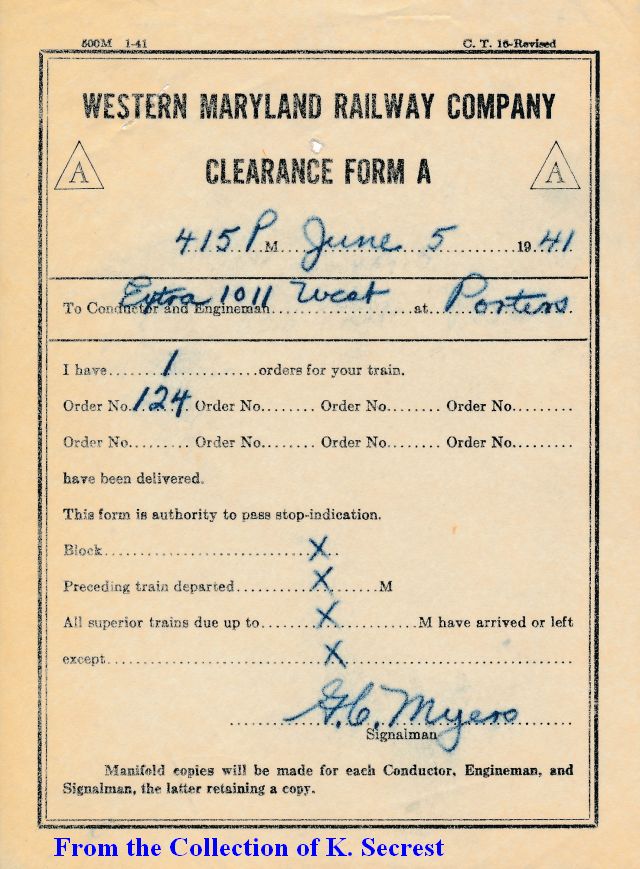 500M 1-41 C. T. 16-Revised
WESTERN MARYLAND RAILWAY COMPANY
A CLEARANCE FORM A A
415 P M June 5 1941
To Conductor and Engineman Extra 1011 West at Porters
I have 1 orders for your train.
Order No. 124 Order No. Order No. Order No.
Order No. Order No. Order No. Order No.
have been delivered.
This form is authority to pass stop-indication.
Block X
Preceding train departed X M
All superior trains due up to X M have arrived or left
except X
G.C. Myers
Signalman
Manifold copies will be made for each Conductor, Engineman, and
Signalman, the latter retaining a copy.
From the Collection of K. Secrest